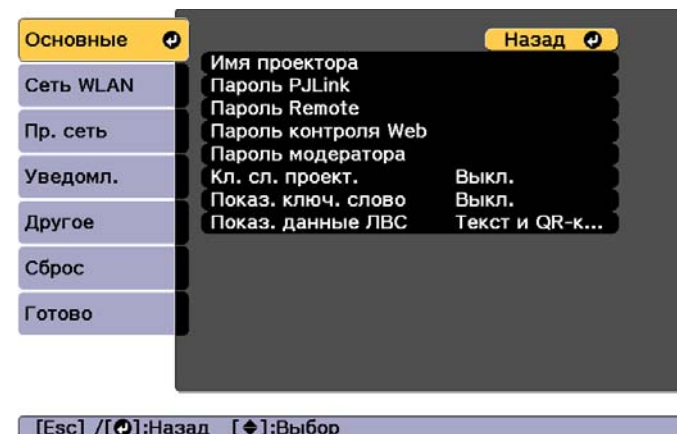 Основные
Сеть WLAN
Пр. сеть
Уведомл.
Другое
Сброс
Готово
Назад
Имя проектора
Пароль PJLink
Пароль Remote
Пароль контроля Web
Пароль модератора
Кл. сл. проект. Выкл.
Показ. ключ. слово Выкл.
Показ. данные ЛВС Текст и QR-к...
[Esc] /[⏎]:Назад [◆]:Выбор